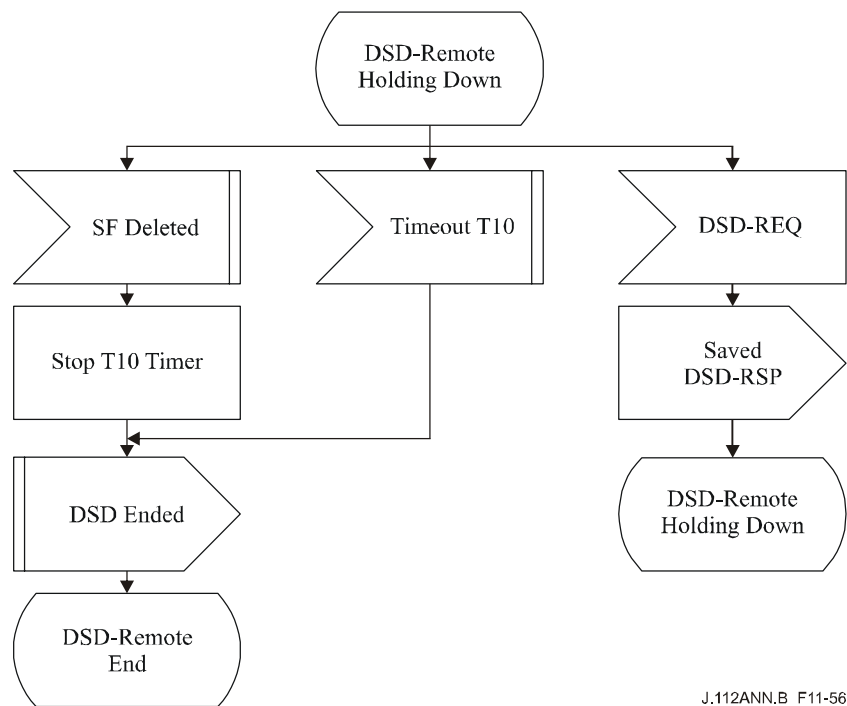 DSD-Remote
Holding Down
SF Deleted
Timeout T10
DSD-REQ
Stop T10 Timer
Saved
DSD-RSP
DSD Ended
DSD-Remote
Holding Down
DSD-Remote
End
J.112ANN.B F11-56